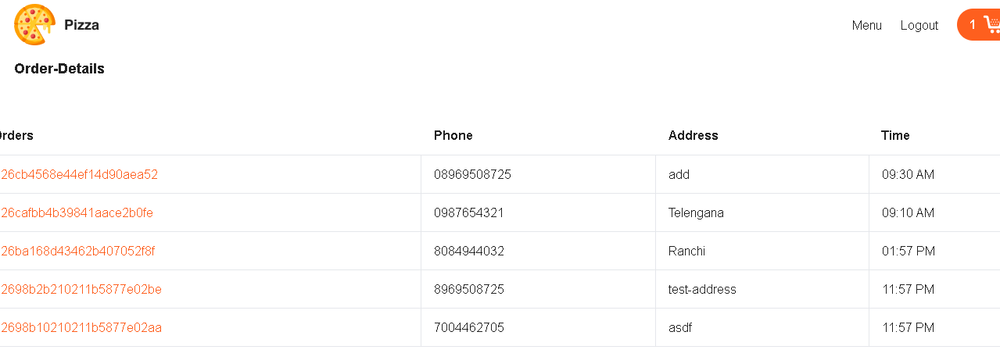 Pizza
Menu Logout 1
Order-Details
Orders Phone Address Time
26cb4568e44ef14d90aea52 08969508725 add 09:30 AM
26cafbb4b39841aace2b0fe 0987654321 Telengana 09:10 AM
26ba168d43462b407052f8f 8084944032 Ranchi 01:57 PM
2698b2b210211b5877e02be 8969508725 test-address 11:57 PM
2698b10210211b5877e02aa 7004462705 asdf 11:57 PM